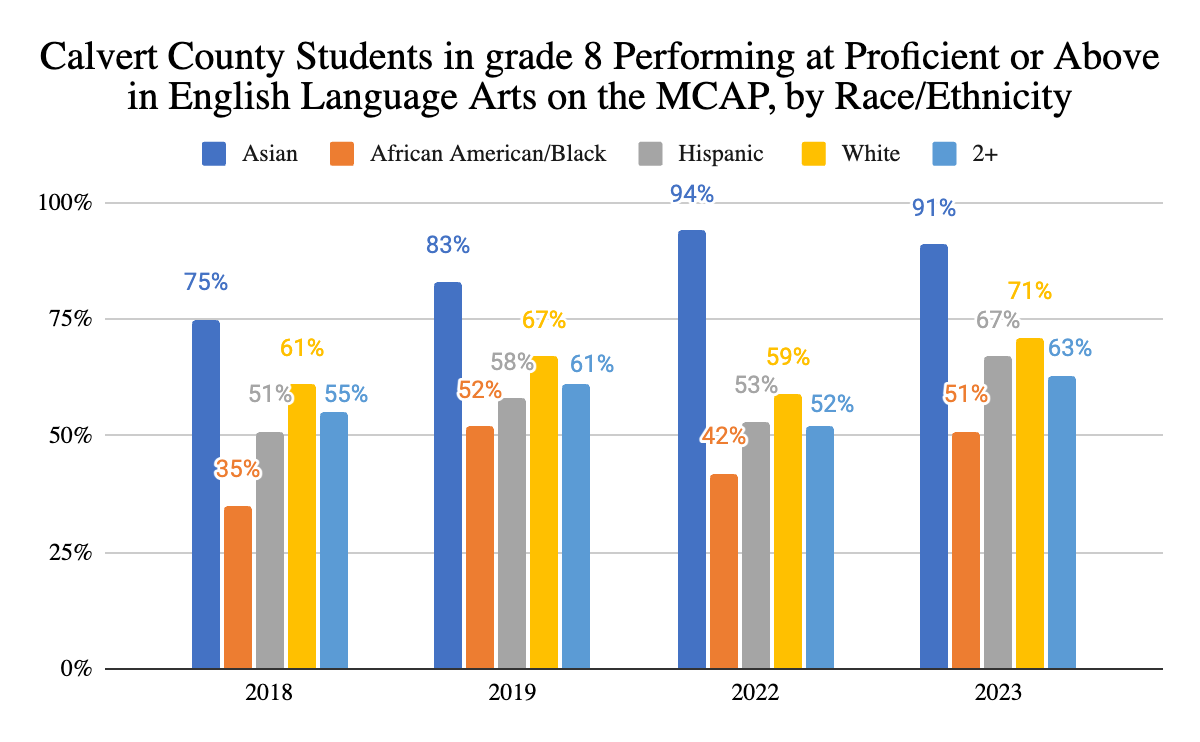 Calvert County Students in grade 8 Performing at Proficient or Above
in English Language Arts on the MCAP, by Race/Ethnicity
Asian African American/Black Hispanic White 2+
100%
75%
50%
25%
0%
75% 35% 51% 61% 55%
83% 52% 58% 67% 61%
94% 42% 53% 59% 52%
91% 51% 67% 71% 63%
2018 2019 2022 2023